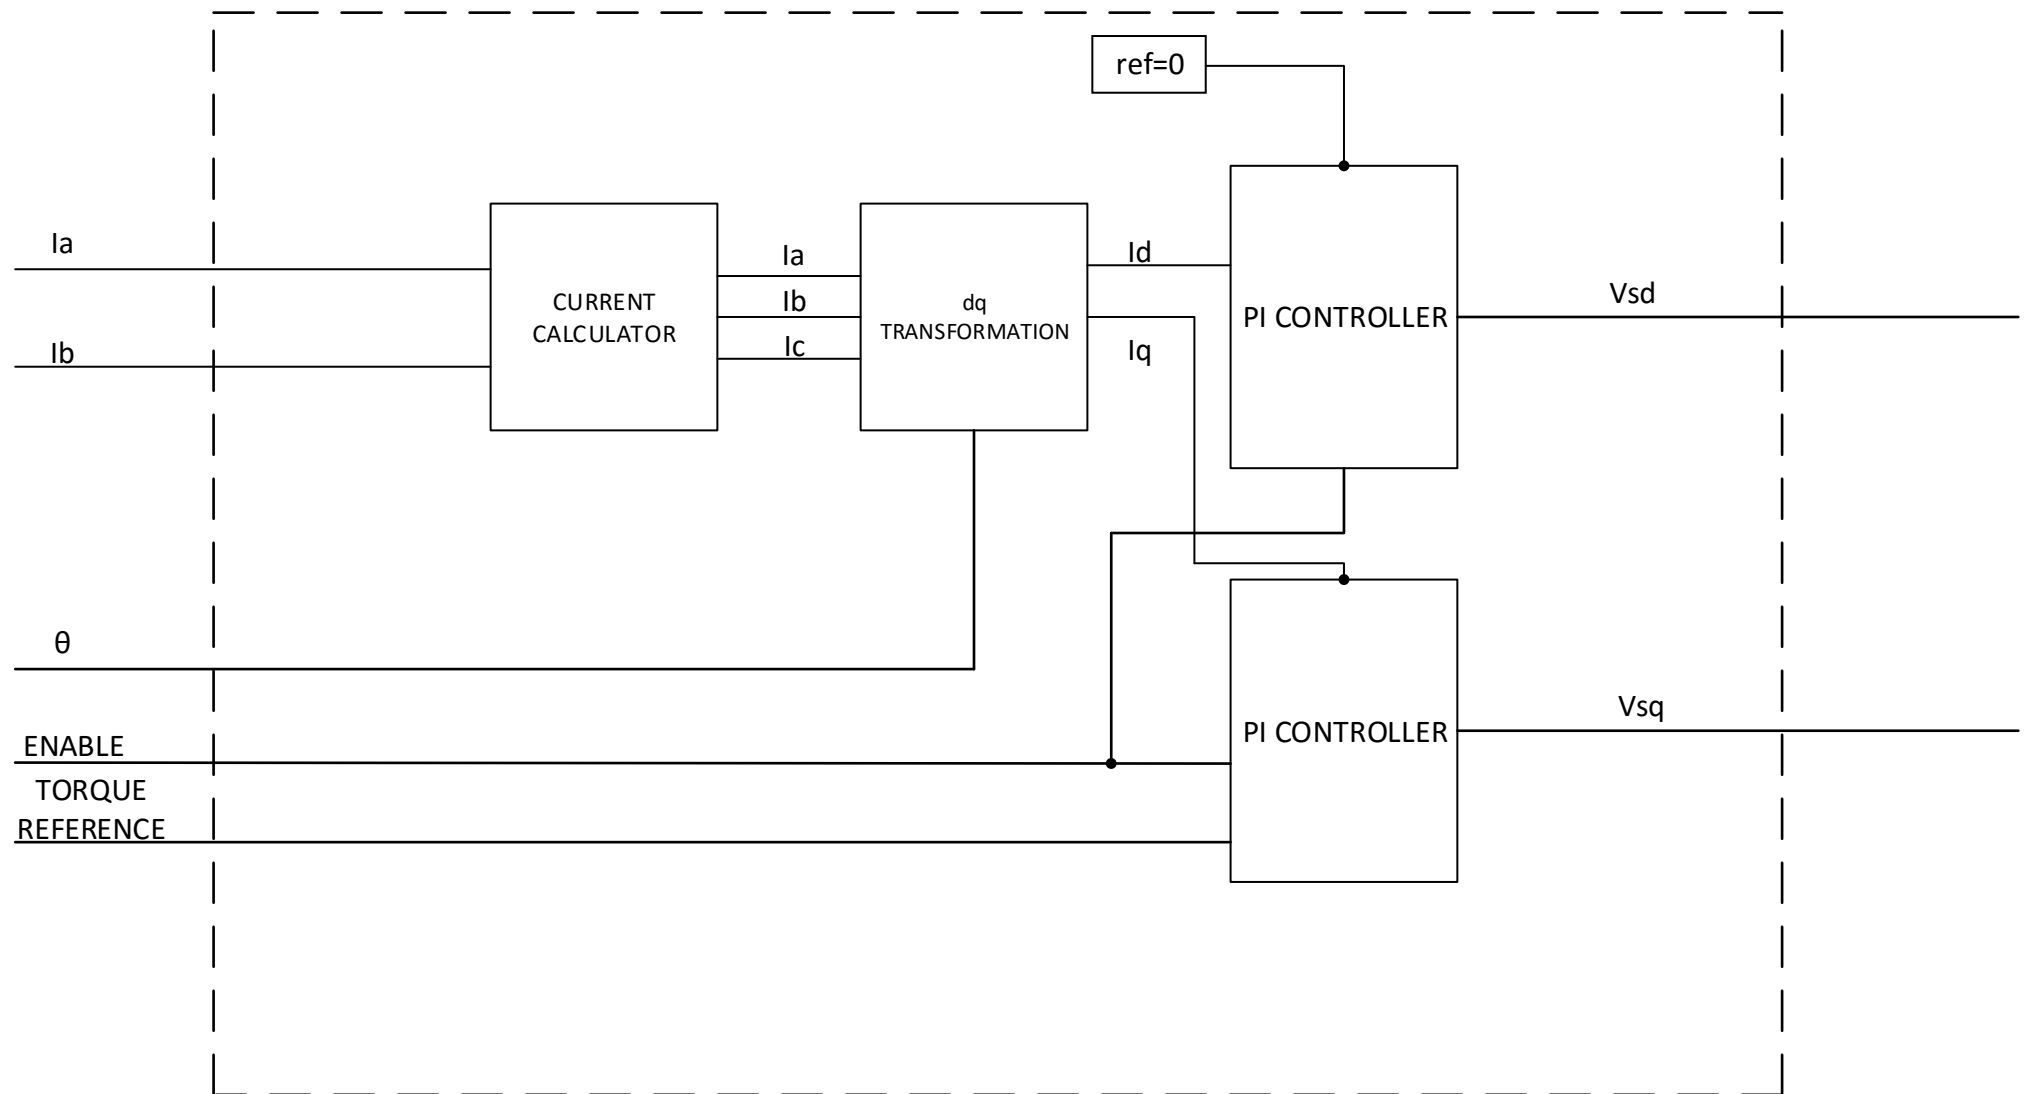 ref=0
Ia
Ib
CURRENT
CALCULATOR
Ia
Ib
Ic
dq
TRANSFORMATION
Id
Iq
PI CONTROLLER
Vsd
θ
ENABLE
TORQUE
REFERENCE
PI CONTROLLER
Vsq